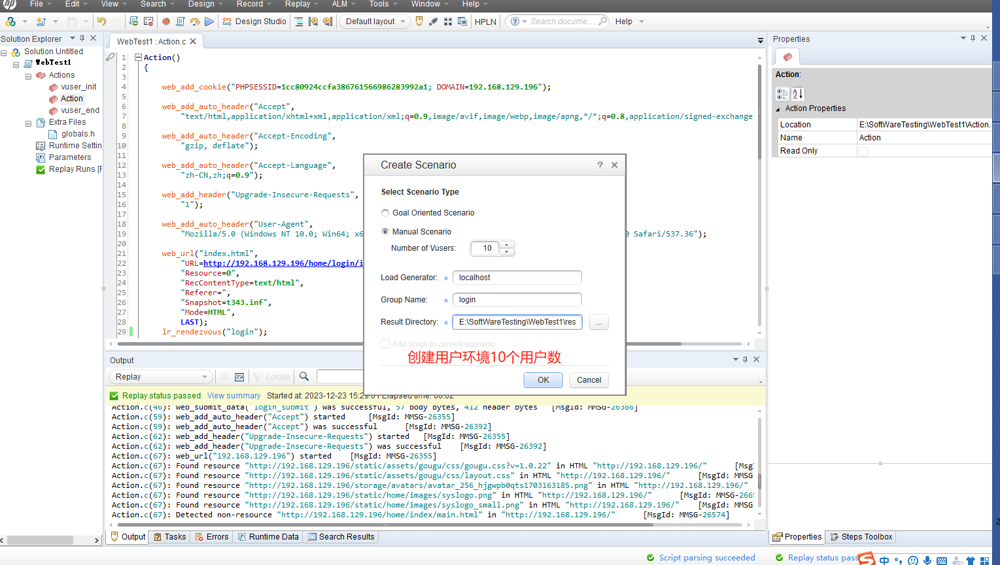 File Edit View Search Design Record Replay ALM Tools Window Help
Design Studio Default layout HPLN Search docume... Help
Solution Explorer
Solution Untitled
WebTest1
Actions
vuser_init
Action
vuser_end
Extra Files
globals.h
Runtime Settin
Parameters
Replay Runs [F
WebTest1 : Action.c
1 Action()
2 {
3
4 web_add_cookie("PHPSESSID=1cc80924ccfa386761566986283992a1; DOMAIN=192.168.129.196");
5
6 web_add_auto_header("Accept",
7 "text/html,application/xhtml+xml,application/xml;q=0.9,image/avif,image/webp,image/apng,*/*;q=0.8,application/signed-exchange
8
9 web_add_auto_header("Accept-Encoding",
10 "gzip, deflate");
11
12 web_add_auto_header("Accept-Language",
13 "zh-CN,zh;q=0.9");
14
15 web_add_header("Upgrade-Insecure-Requests",
16 "1");
17
18 web_add_auto_header("User-Agent",
19 "Mozilla/5.0 (Windows NT 10.0; Win64; x6 0 Safari/537.36");
20
21 web_url("index.html",
22 "URL=http://192.168.129.196/home/login/i
23 "Resource=0",
24 "RecContentType=text/html",
25 "Referer=",
26 "Snapshot=t343.inf",
27 "Mode=HTML",
28 LAST);
29 lr_rendezvous("login");
Create Scenario
?
Select Scenario Type
Goal Oriented Scenario
Manual Scenario
Number of Vusers: 10
Load Generator: * localhost
Group Name: * login
Result Directory: * E:\SoftWareTesting\WebTest1\res ...
Add script to current scenario
创建用户环境10个用户数
OK Cancel
Properties
Action:
Action Properties
Location E:\SoftWareTesting\WebTest1\Action.
Name Action
Read Only
Output
Replay Locate
Replay status passed View summary Started at: 2023-12-23 15:29:01 Elapsed time: 00:02
Action.c(46): web_submit_data("login_submit") was successful, 57 body bytes, 412 header bytes [MsgId: MMSG-26386]
Action.c(59): web_add_auto_header("Accept") started [MsgId: MMSG-26355]
Action.c(59): web_add_auto_header("Accept") was successful [MsgId: MMSG-26392]
Action.c(62): web_add_header("Upgrade-Insecure-Requests") started [MsgId: MMSG-26355]
Action.c(62): web_add_header("Upgrade-Insecure-Requests") was successful [MsgId: MMSG-26392]
Action.c(67): web_url("192.168.129.196") started [MsgId: MMSG-26355]
Action.c(67): Found resource "http://192.168.129.196/static/assets/gougu/css/gougu.css?v=1.0.22" in HTML "http://192.168.129.196/" [Msg
Action.c(67): Found resource "http://192.168.129.196/static/assets/gougu/css/layout.css" in HTML "http://192.168.129.196/" [MsgId: MMSG
Action.c(67): Found resource "http://192.168.129.196/storage/avatars/avatar_256_hjgwpb0qts1703163185.png" in HTML "http://192.168.129.196/"
Action.c(67): Found resource "http://192.168.129.196/static/home/images/syslogo.png" in HTML "http://192.168.129.196/" [MsgId: MMSG-266
Action.c(67): Found resource "http://192.168.129.196/static/home/images/syslogo_small.png" in HTML "http://192.168.129.196/" [MsgId: MMSG
Action.c(67): Detected non-resource "http://192.168.129.196/home/index/main.html" in "http://192.168.129.196/" [MsgId: MMSG-26574]
Output Tasks Errors Runtime Data Search Results
Properties Steps Toolbox
Script parsing succeeded Replay status pass
中